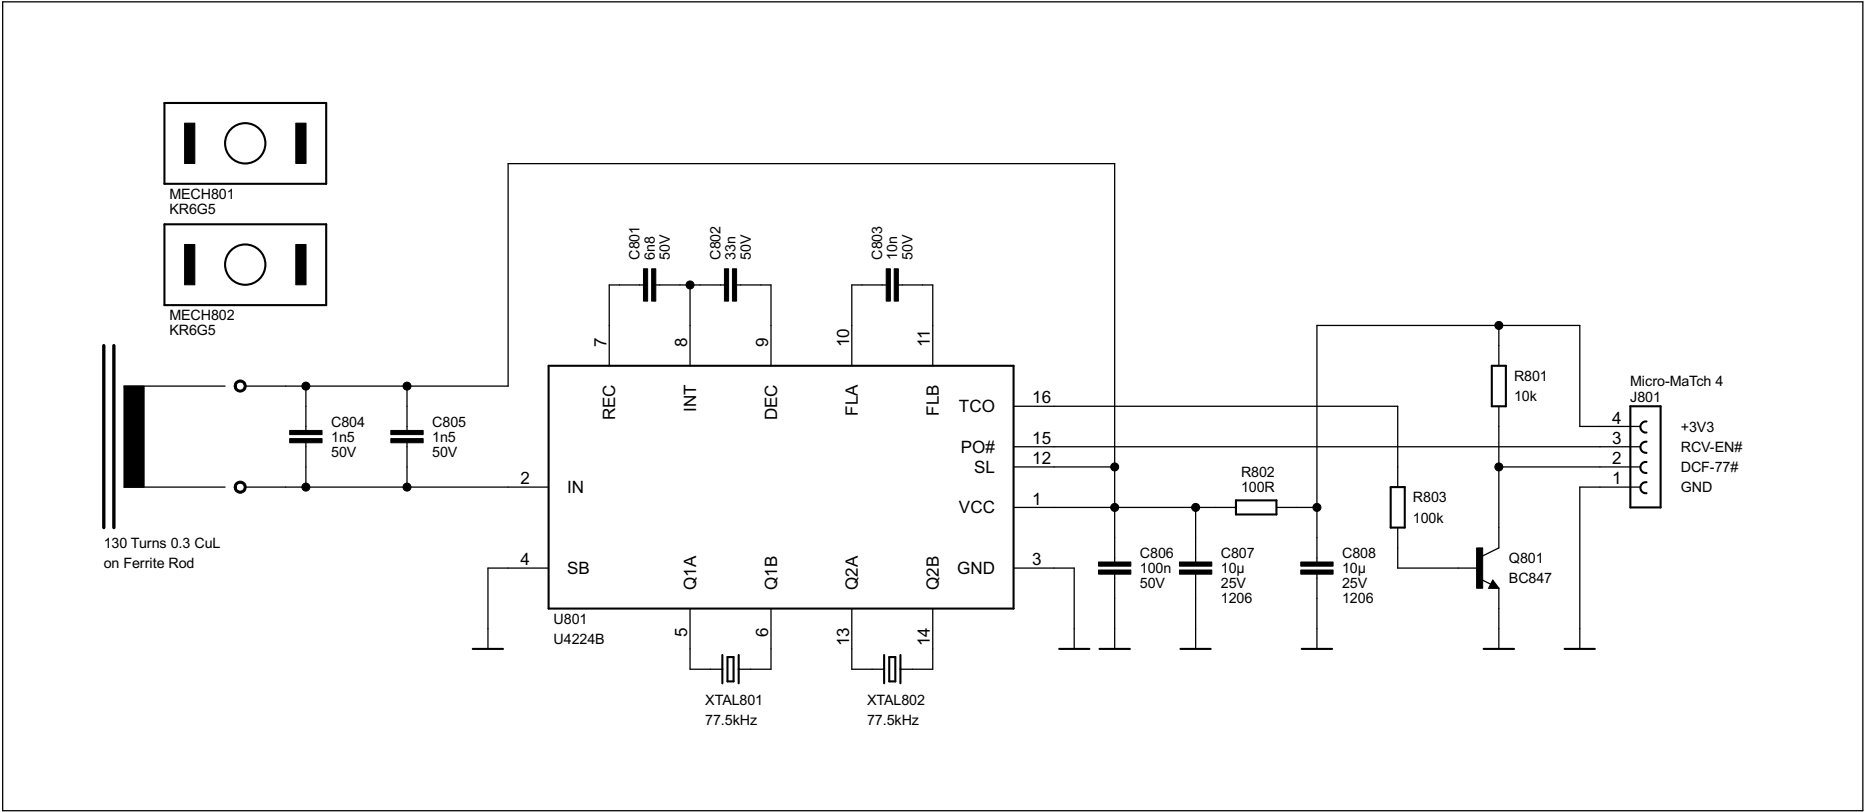 MECH801
KR6G5
MECH802
KR6G5
130 Turns 0.3 CuL
on Ferrite Rod
C804
1n5
50V
C805
1n5
50V
C801
6n8
50V
C802
33n
50V
C803
10n
50V
7
8
9
10
11
REC
INT
DEC
FLA
FLB
2
IN
4
SB
TCO
16
PO#
15
SL
12
VCC
1
GND
3
Q1A
Q1B
Q2A
Q2B
U801
U4224B
5
6
13
14
XTAL801
77.5kHz
XTAL802
77.5kHz
R802
100R
C806
100n
50V
C807
10µ
25V
1206
C808
10µ
25V
1206
R803
100k
R801
10k
Q801
BC847
Micro-MaTch 4
J801
4
+3V3
3
RCV-EN#
2
DCF-77#
1
GND